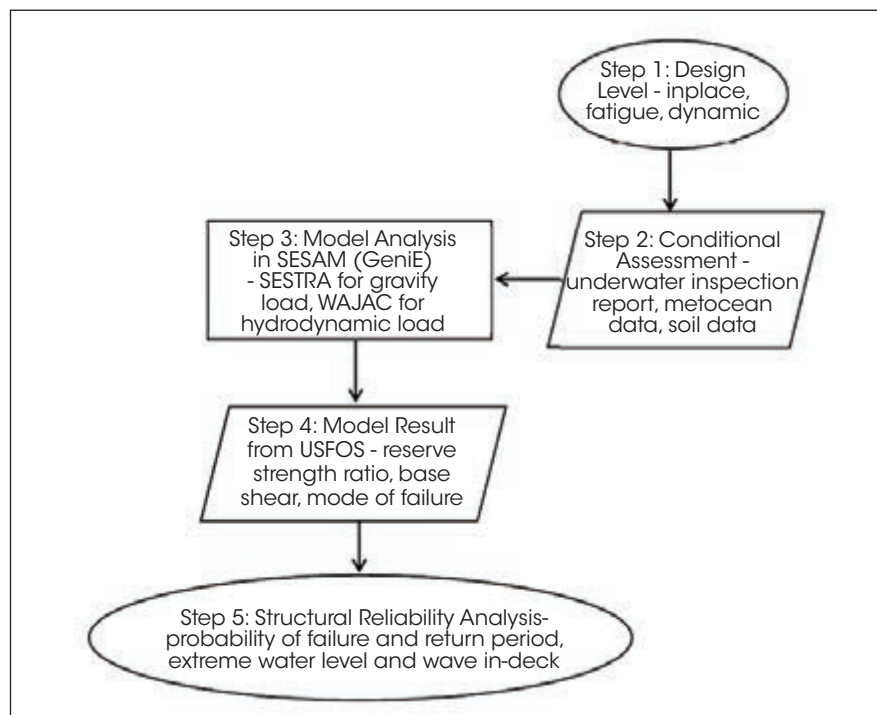 Step 1: Design
Level - inplace,
fatigue, dynamic
Step 2: Conditional
Assessment -
underwater inspection
report, metocean
data, soil data
Step 3: Model Analysis
in SESAM (GeniE)
- SESTRA for gravity
load, WAJAC for
hydrodynamic load
Step 4: Model Result
from USFOS - reserve
strength ratio, base
shear, mode of failure
Step 5: Structural Reliability Analysis-
probability of failure and return period,
extreme water level and wave in-deck